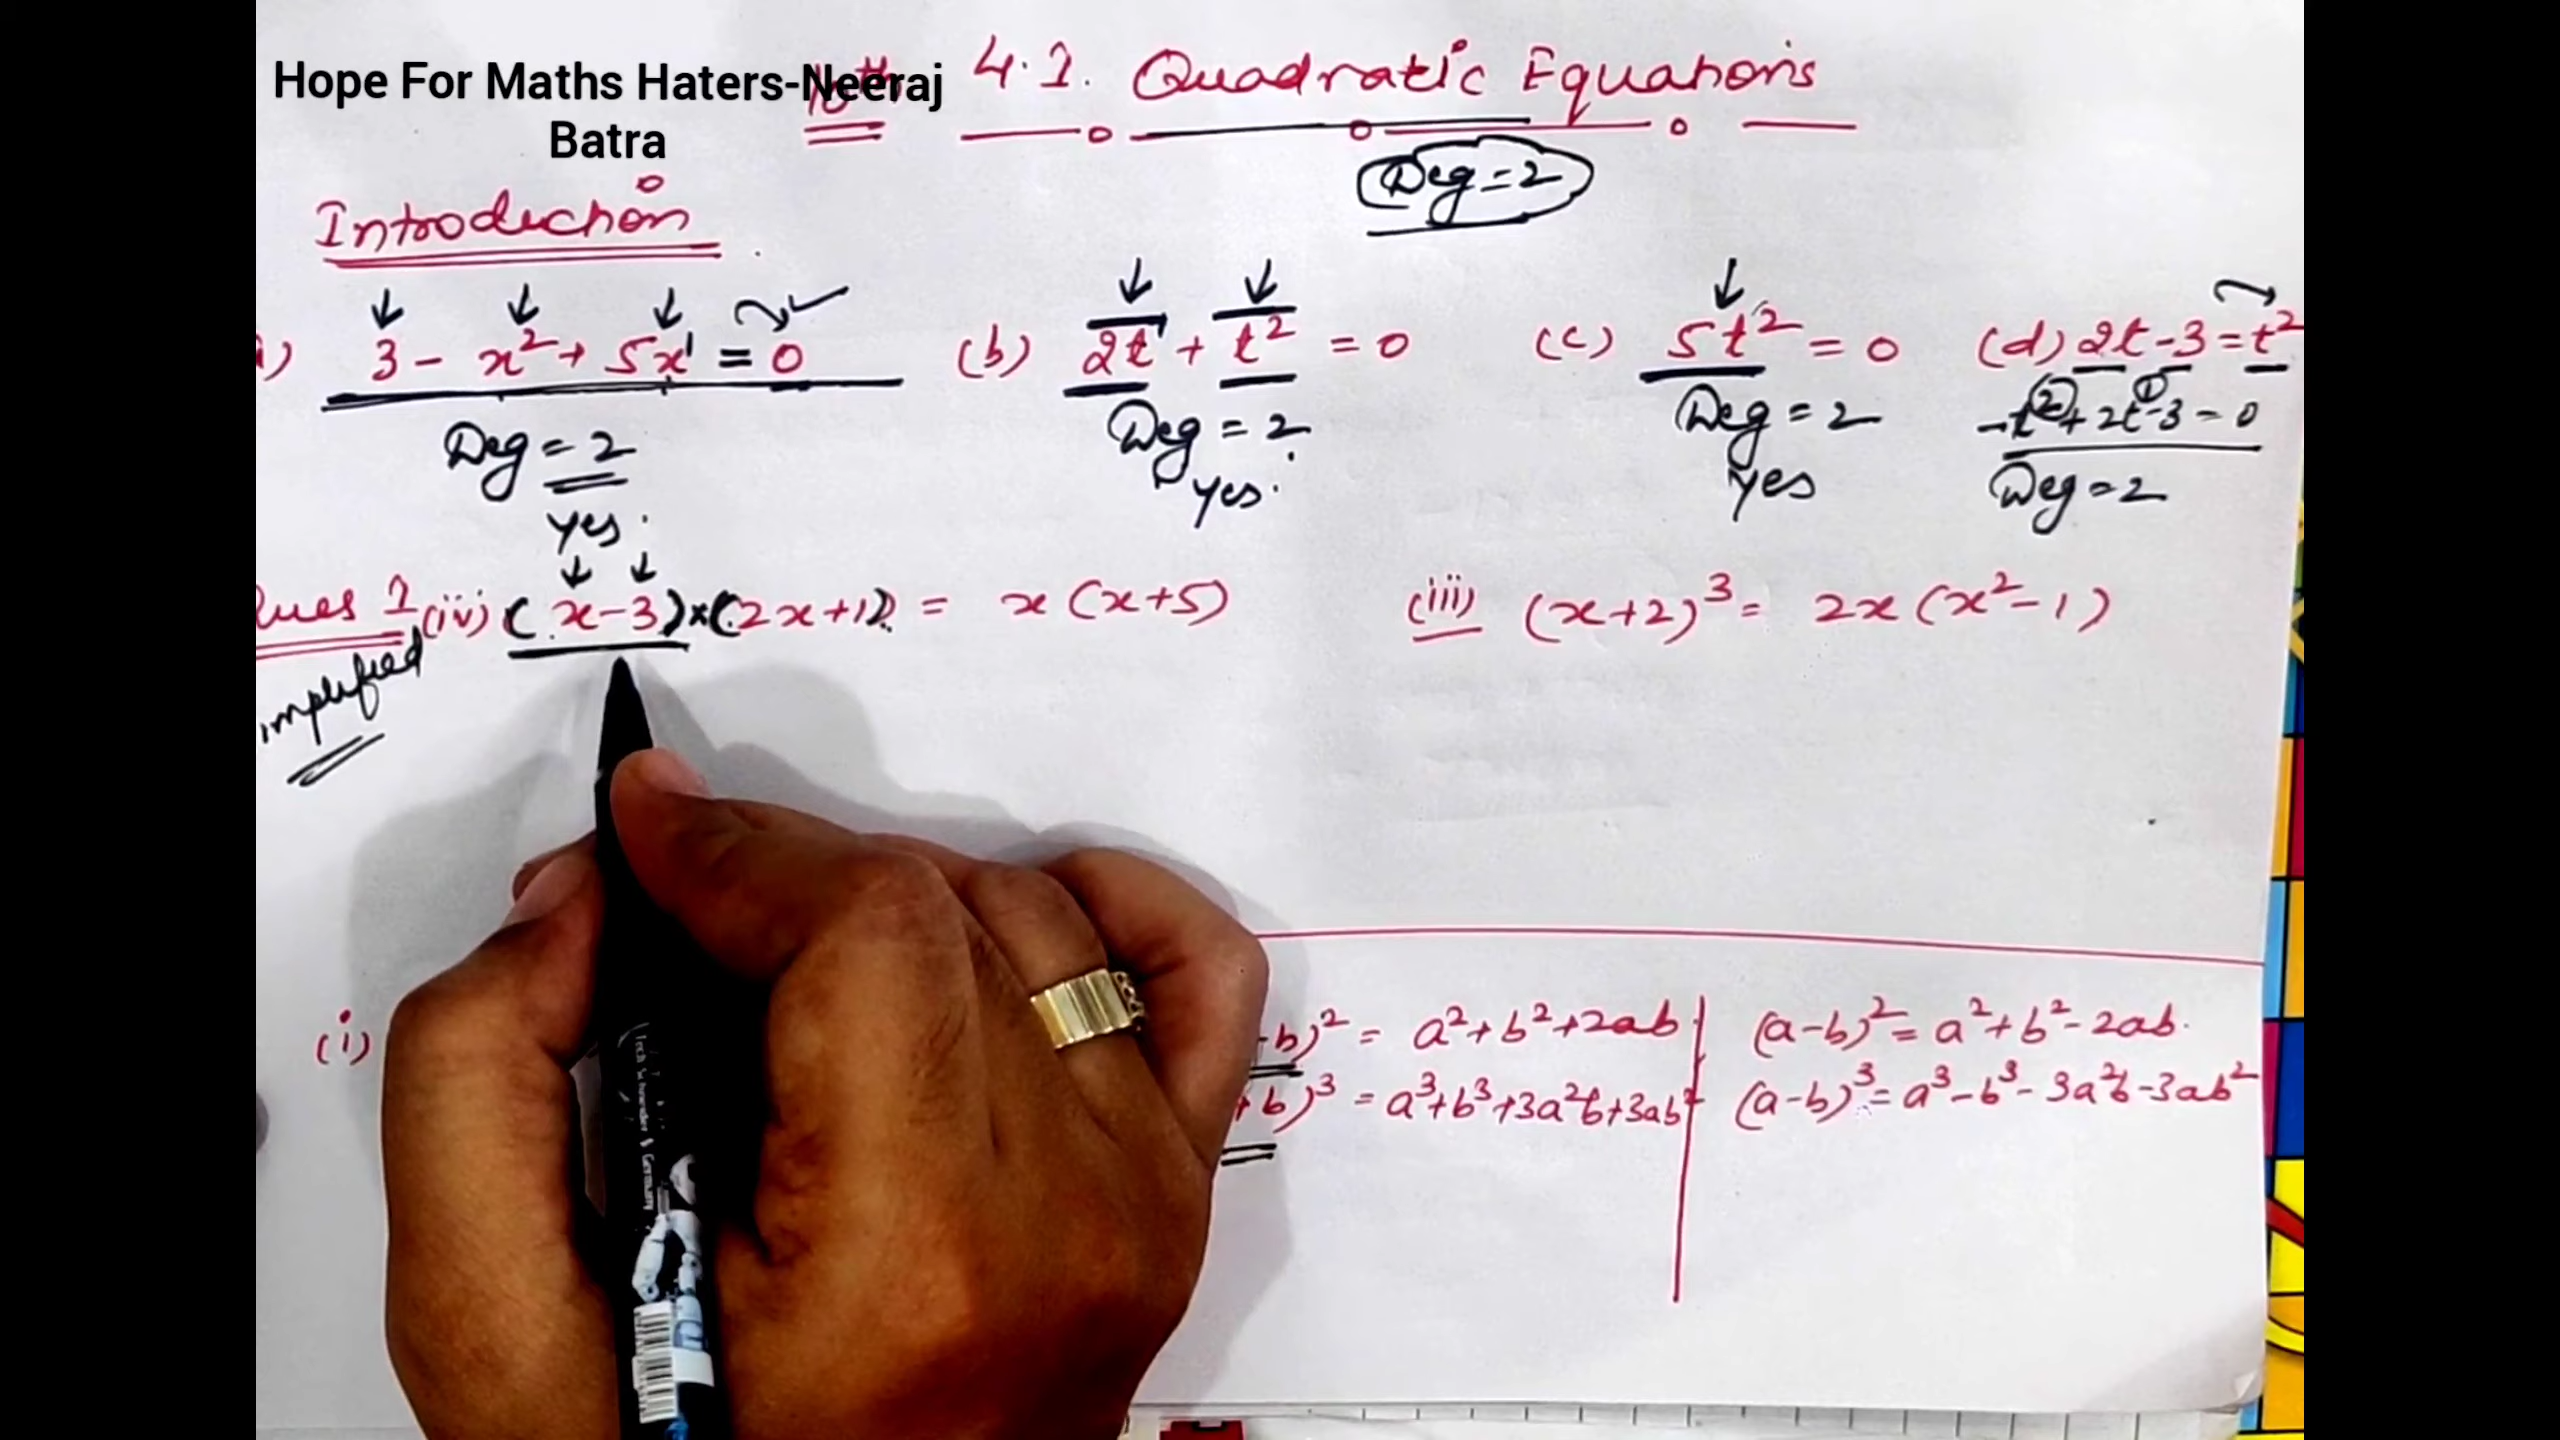 Hope For Maths Haters-Neeraj
Batra
10th 4.1. Quadratic Equations
Deg = 2
Introduction
a) 3 - x² + 5x¹ = 0 (b) 2t¹ + t² = 0 (c) 5t² = 0 (d) 2t - 3 = t²
-t² + 2t¹ - 3 = 0
Deg = 2 Deg = 2 Deg = 2 Deg = 2
yes. yes. yes
Ques 1 (iv) (x - 3) × (2x + 1) = x (x + 5) (iii) (x + 2)³ = 2x (x² - 1)
implified
(i) -b)² = a² + b² + 2ab (a - b)² = a² + b² - 2ab.
+ b)³ = a³ + b³ + 3a²b + 3ab² (a - b)³ = a³ - b³ - 3a²b - 3ab²